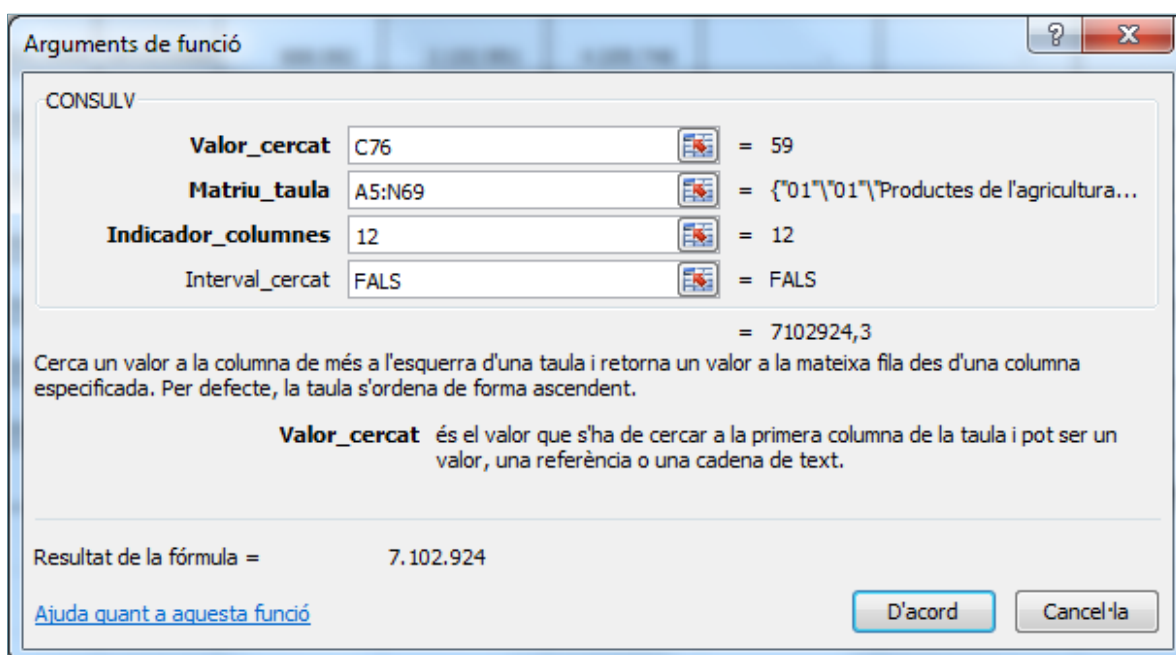 Arguments de funció
CONSULV
Valor_cercat C76 = 59
Matriu_taula A5:N69 = {"01"\"01"\"Productes de l'agricultura...
Indicador_columnes 12 = 12
Interval_cercat FALS = FALS
= 7102924,3
Cerca un valor a la columna de més a l'esquerra d'una taula i retorna un valor a la mateixa fila des d'una columna
especificada. Per defecte, la taula s'ordena de forma ascendent.
Valor_cercat és el valor que s'ha de cercar a la primera columna de la taula i pot ser un
valor, una referència o una cadena de text.
Resultat de la fórmula = 7.102.924
Ajuda quant a aquesta funció D'acord Cancel·la